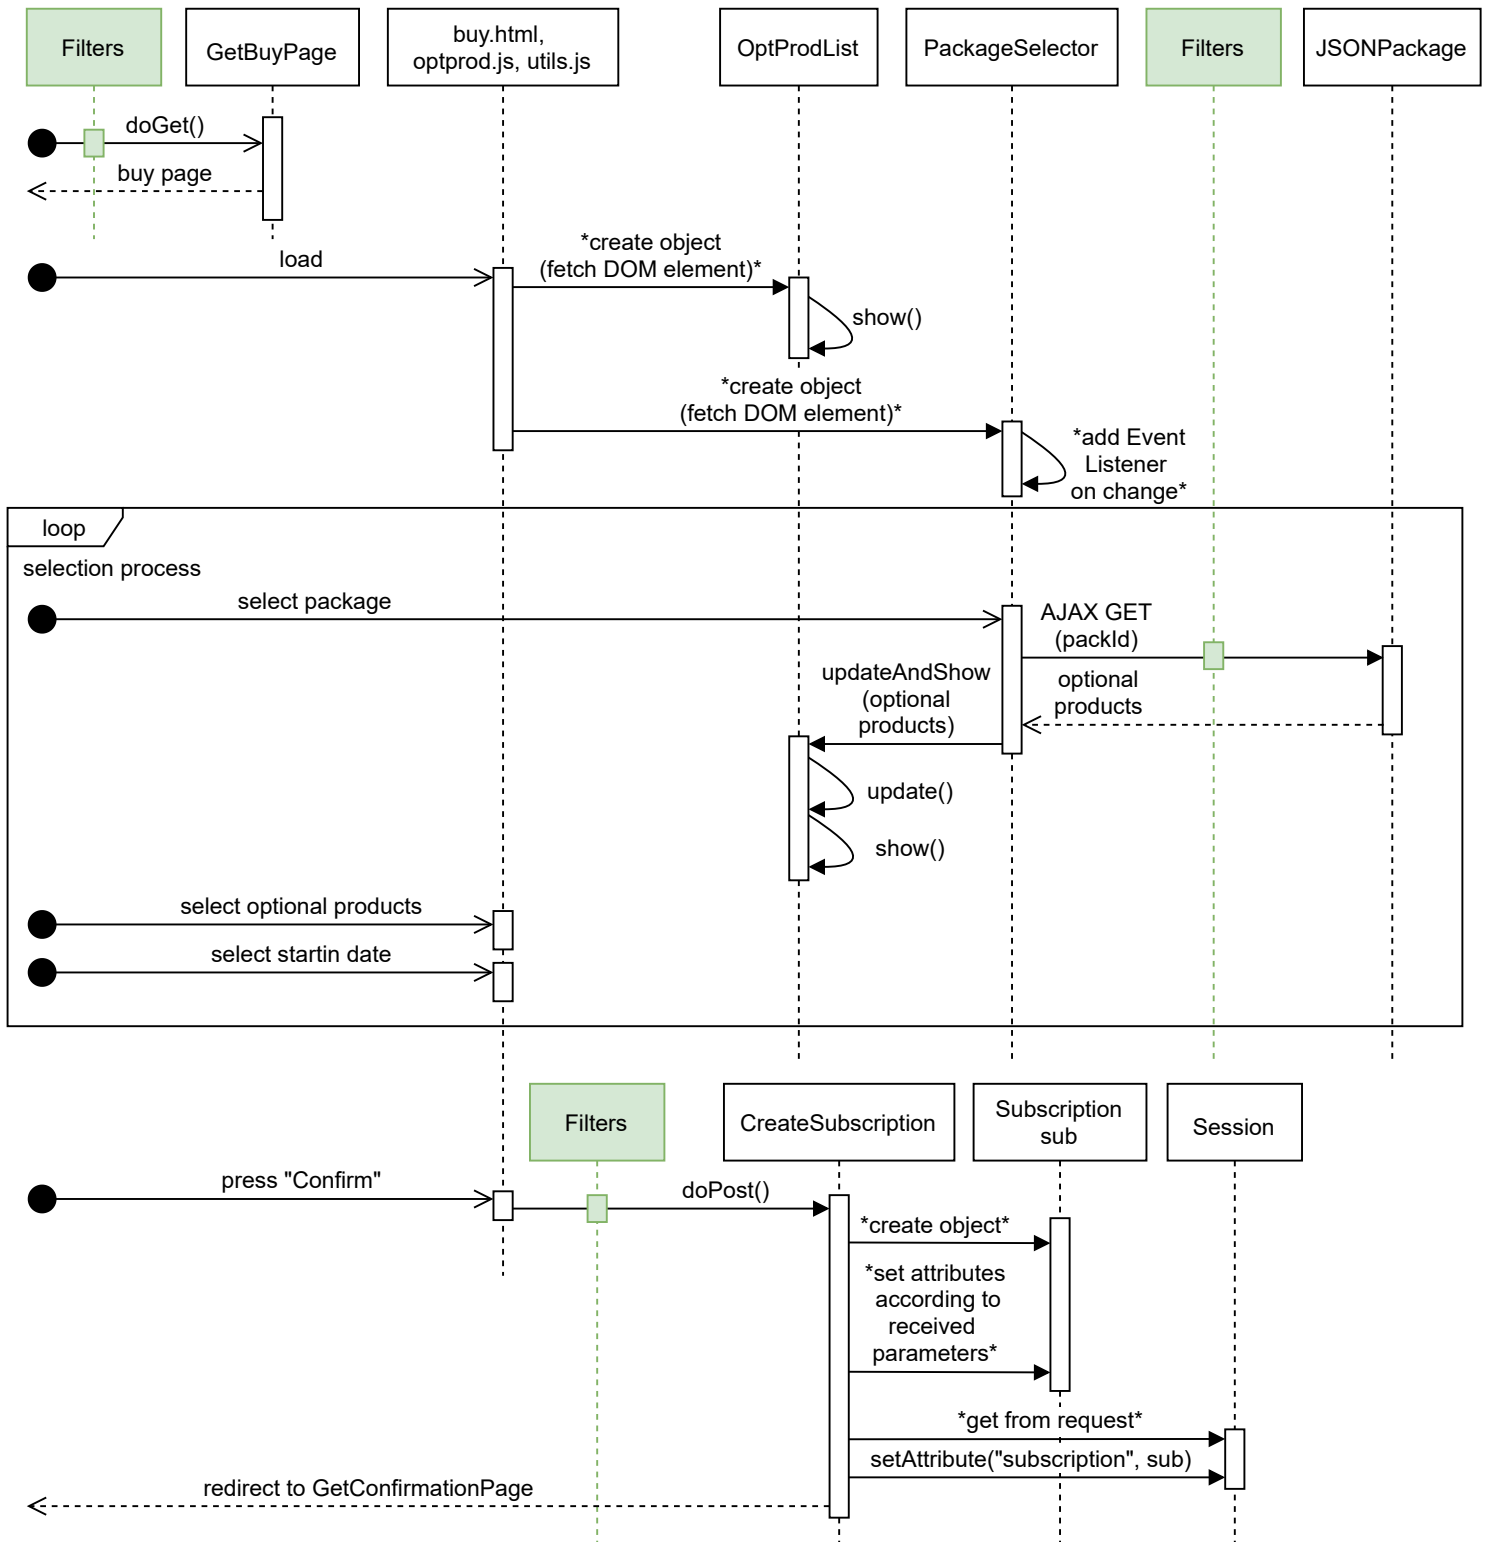 Filters
GetBuyPage
buy.html,
optprod.js, utils.js
OptProdList
PackageSelector
Filters
JSONPackage
doGet()
buy page
load
*create object
(fetch DOM element)*
show()
*create object
(fetch DOM element)*
*add Event
Listener
on change*
loop
selection process
select package
AJAX GET
(packId)
optional
products
updateAndShow
(optional
products)
update()
show()
select optional products
select startin date
Filters
CreateSubscription
Subscription
sub
Session
press "Confirm"
doPost()
*create object*
*set attributes
according to
received
parameters*
*get from request*
setAttribute("subscription", sub)
redirect to GetConfirmationPage